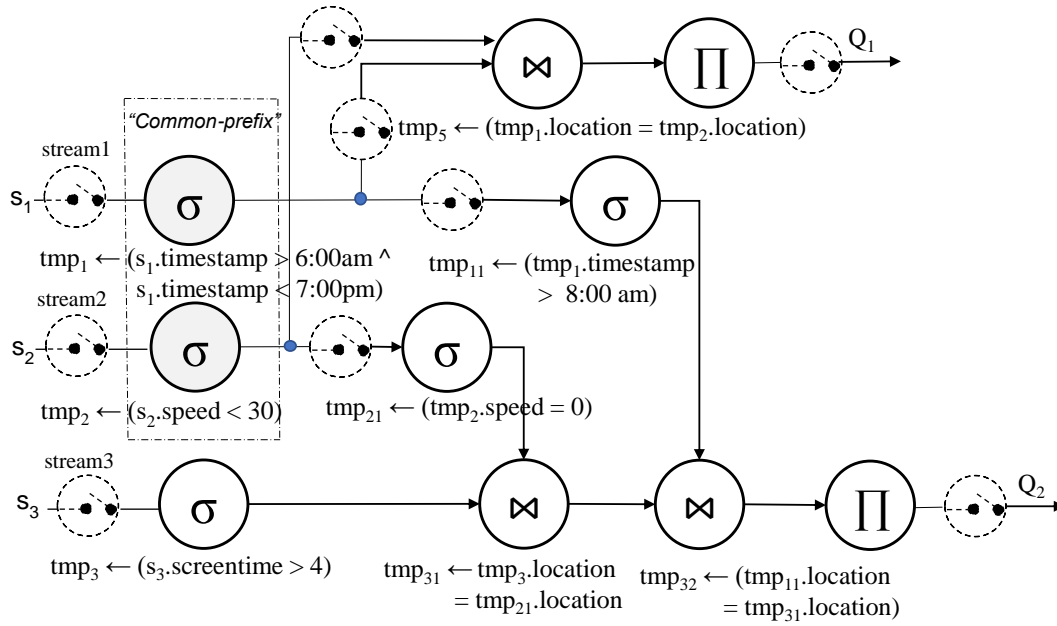 Q₁
⋈
∏
"Common-prefix"
tmp₅ ← (tmp₁.location = tmp₂.location)
stream1
s₁
σ
σ
tmp₁ ← (s₁.timestamp > 6:00am ^
s₁.timestamp < 7:00pm)
tmp₁₁ ← (tmp₁.timestamp
> 8:00 am)
stream2
s₂
σ
σ
tmp₂ ← (s₂.speed < 30)
tmp₂₁ ← (tmp₂.speed = 0)
stream3
s₃
σ
⋈
⋈
∏
Q₂
tmp₃ ← (s₃.screentime > 4)
tmp₃₁ ← tmp₃.location
= tmp₂₁.location
tmp₃₂ ← (tmp₁₁.location
= tmp₃₁.location)